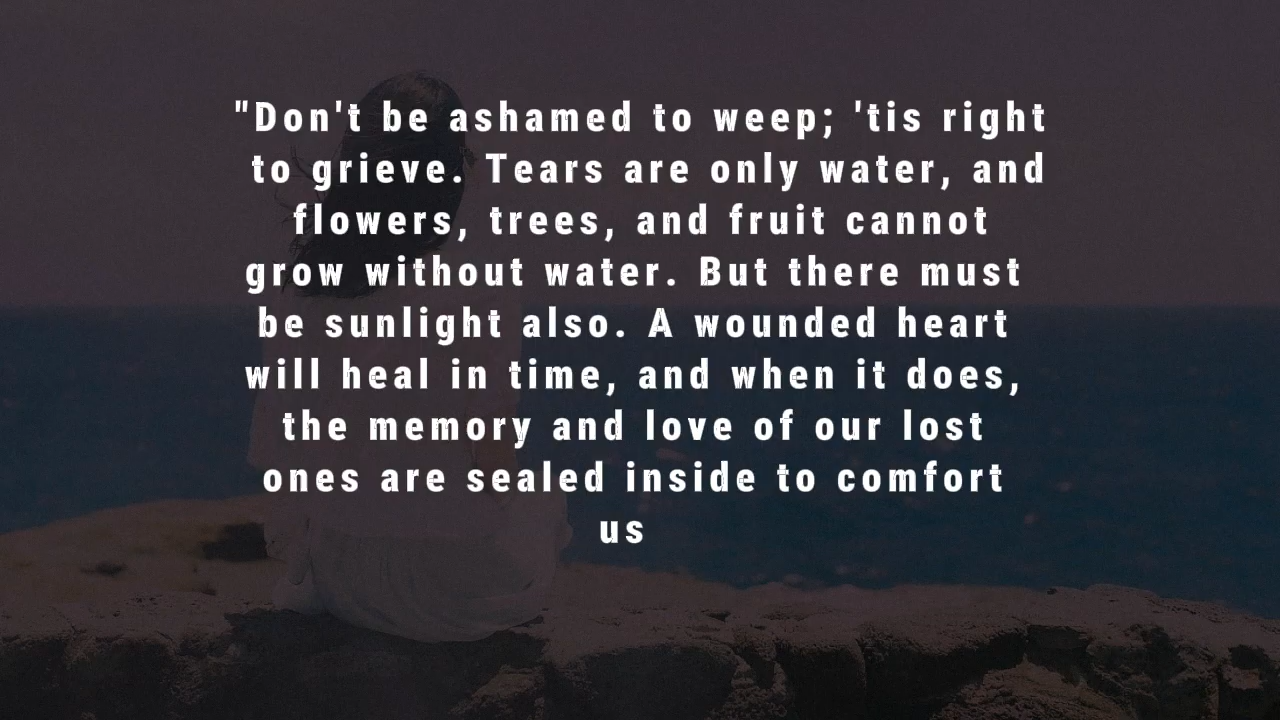 "Don't be ashamed to weep; 'tis right
to grieve. Tears are only water, and
flowers, trees, and fruit cannot
grow without water. But there must
be sunlight also. A wounded heart
will heal in time, and when it does,
the memory and love of our lost
ones are sealed inside to comfort
us